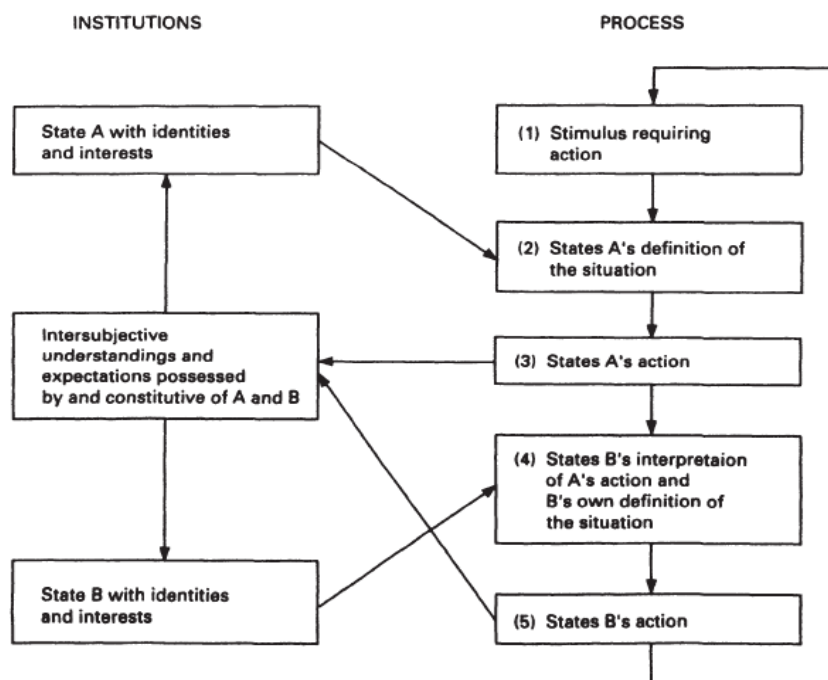 INSTITUTIONS
PROCESS
State A with identities
and interests
(1) Stimulus requiring
action
(2) States A's definition of
the situation
Intersubjective
understandings and
expectations possessed
by and constitutive of A and B
(3) States A's action
(4) States B's interpretaion
of A's action and
B's own definition of
the situation
State B with identities
and interests
(5) States B's action